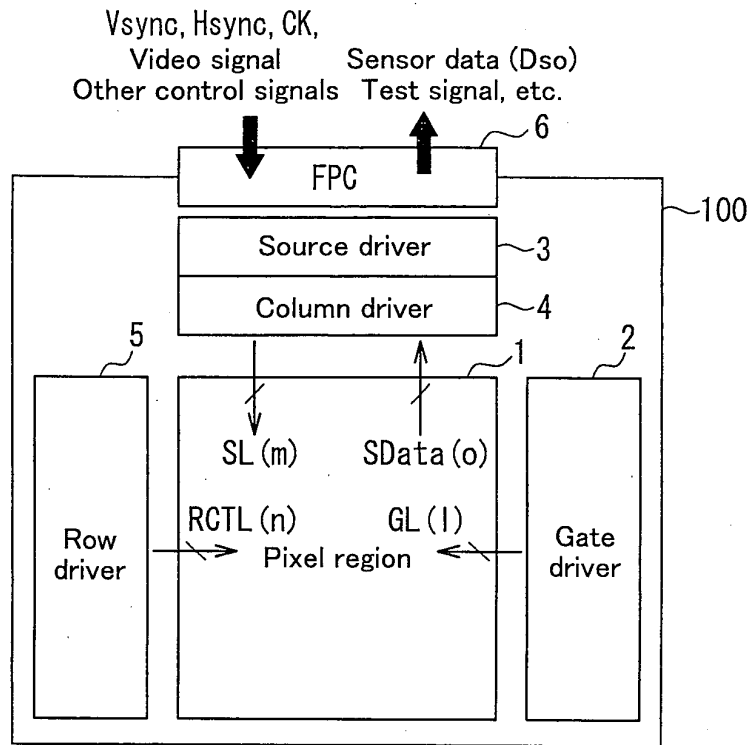 Vsync, Hsync, CK,
Video signal
Other control signals
Sensor data (Dso)
Test signal, etc.
6
FPC
100
Source driver
3
Column driver
4
5
1
2
SL(m)
SData(o)
RCTL(n)
GL(l)
Row
driver
Pixel region
Gate
driver